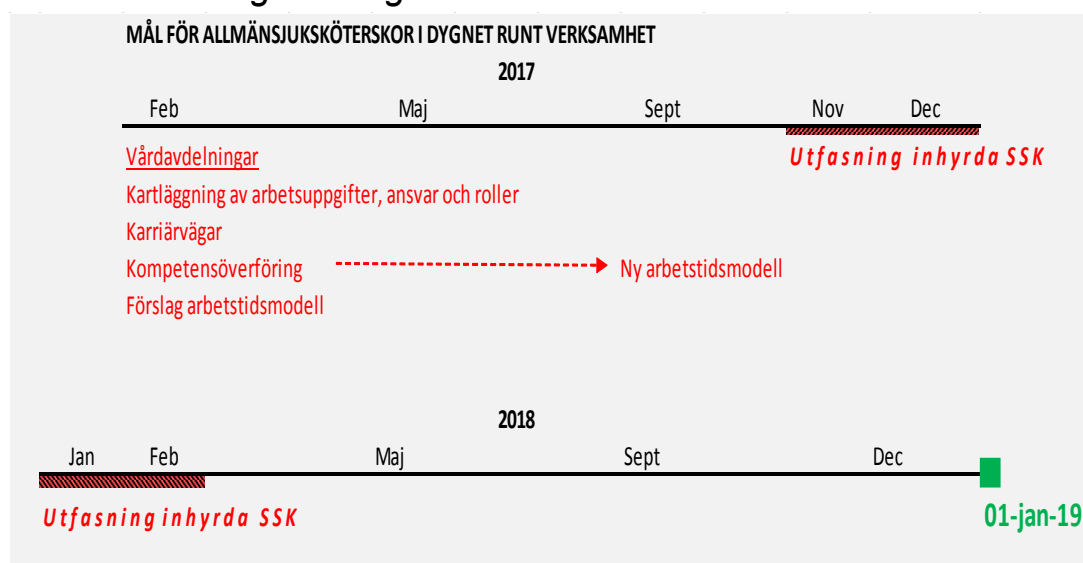 MÅL FÖR ALLMÄNSJUKSKÖTERSKOR I DYGNET RUNT VERKSAMHET
2017
Feb Maj Sept Nov Dec
Vårdavdelningar Utfasning inhyrda SSK
Kartläggning av arbetsuppgifter, ansvar och roller
Karriärvägar
Kompetensöverföring Ny arbetstidsmodell
Förslag arbetstidsmodell
2018
Jan Feb Maj Sept Dec
Utfasning inhyrda SSK 01-jan-19